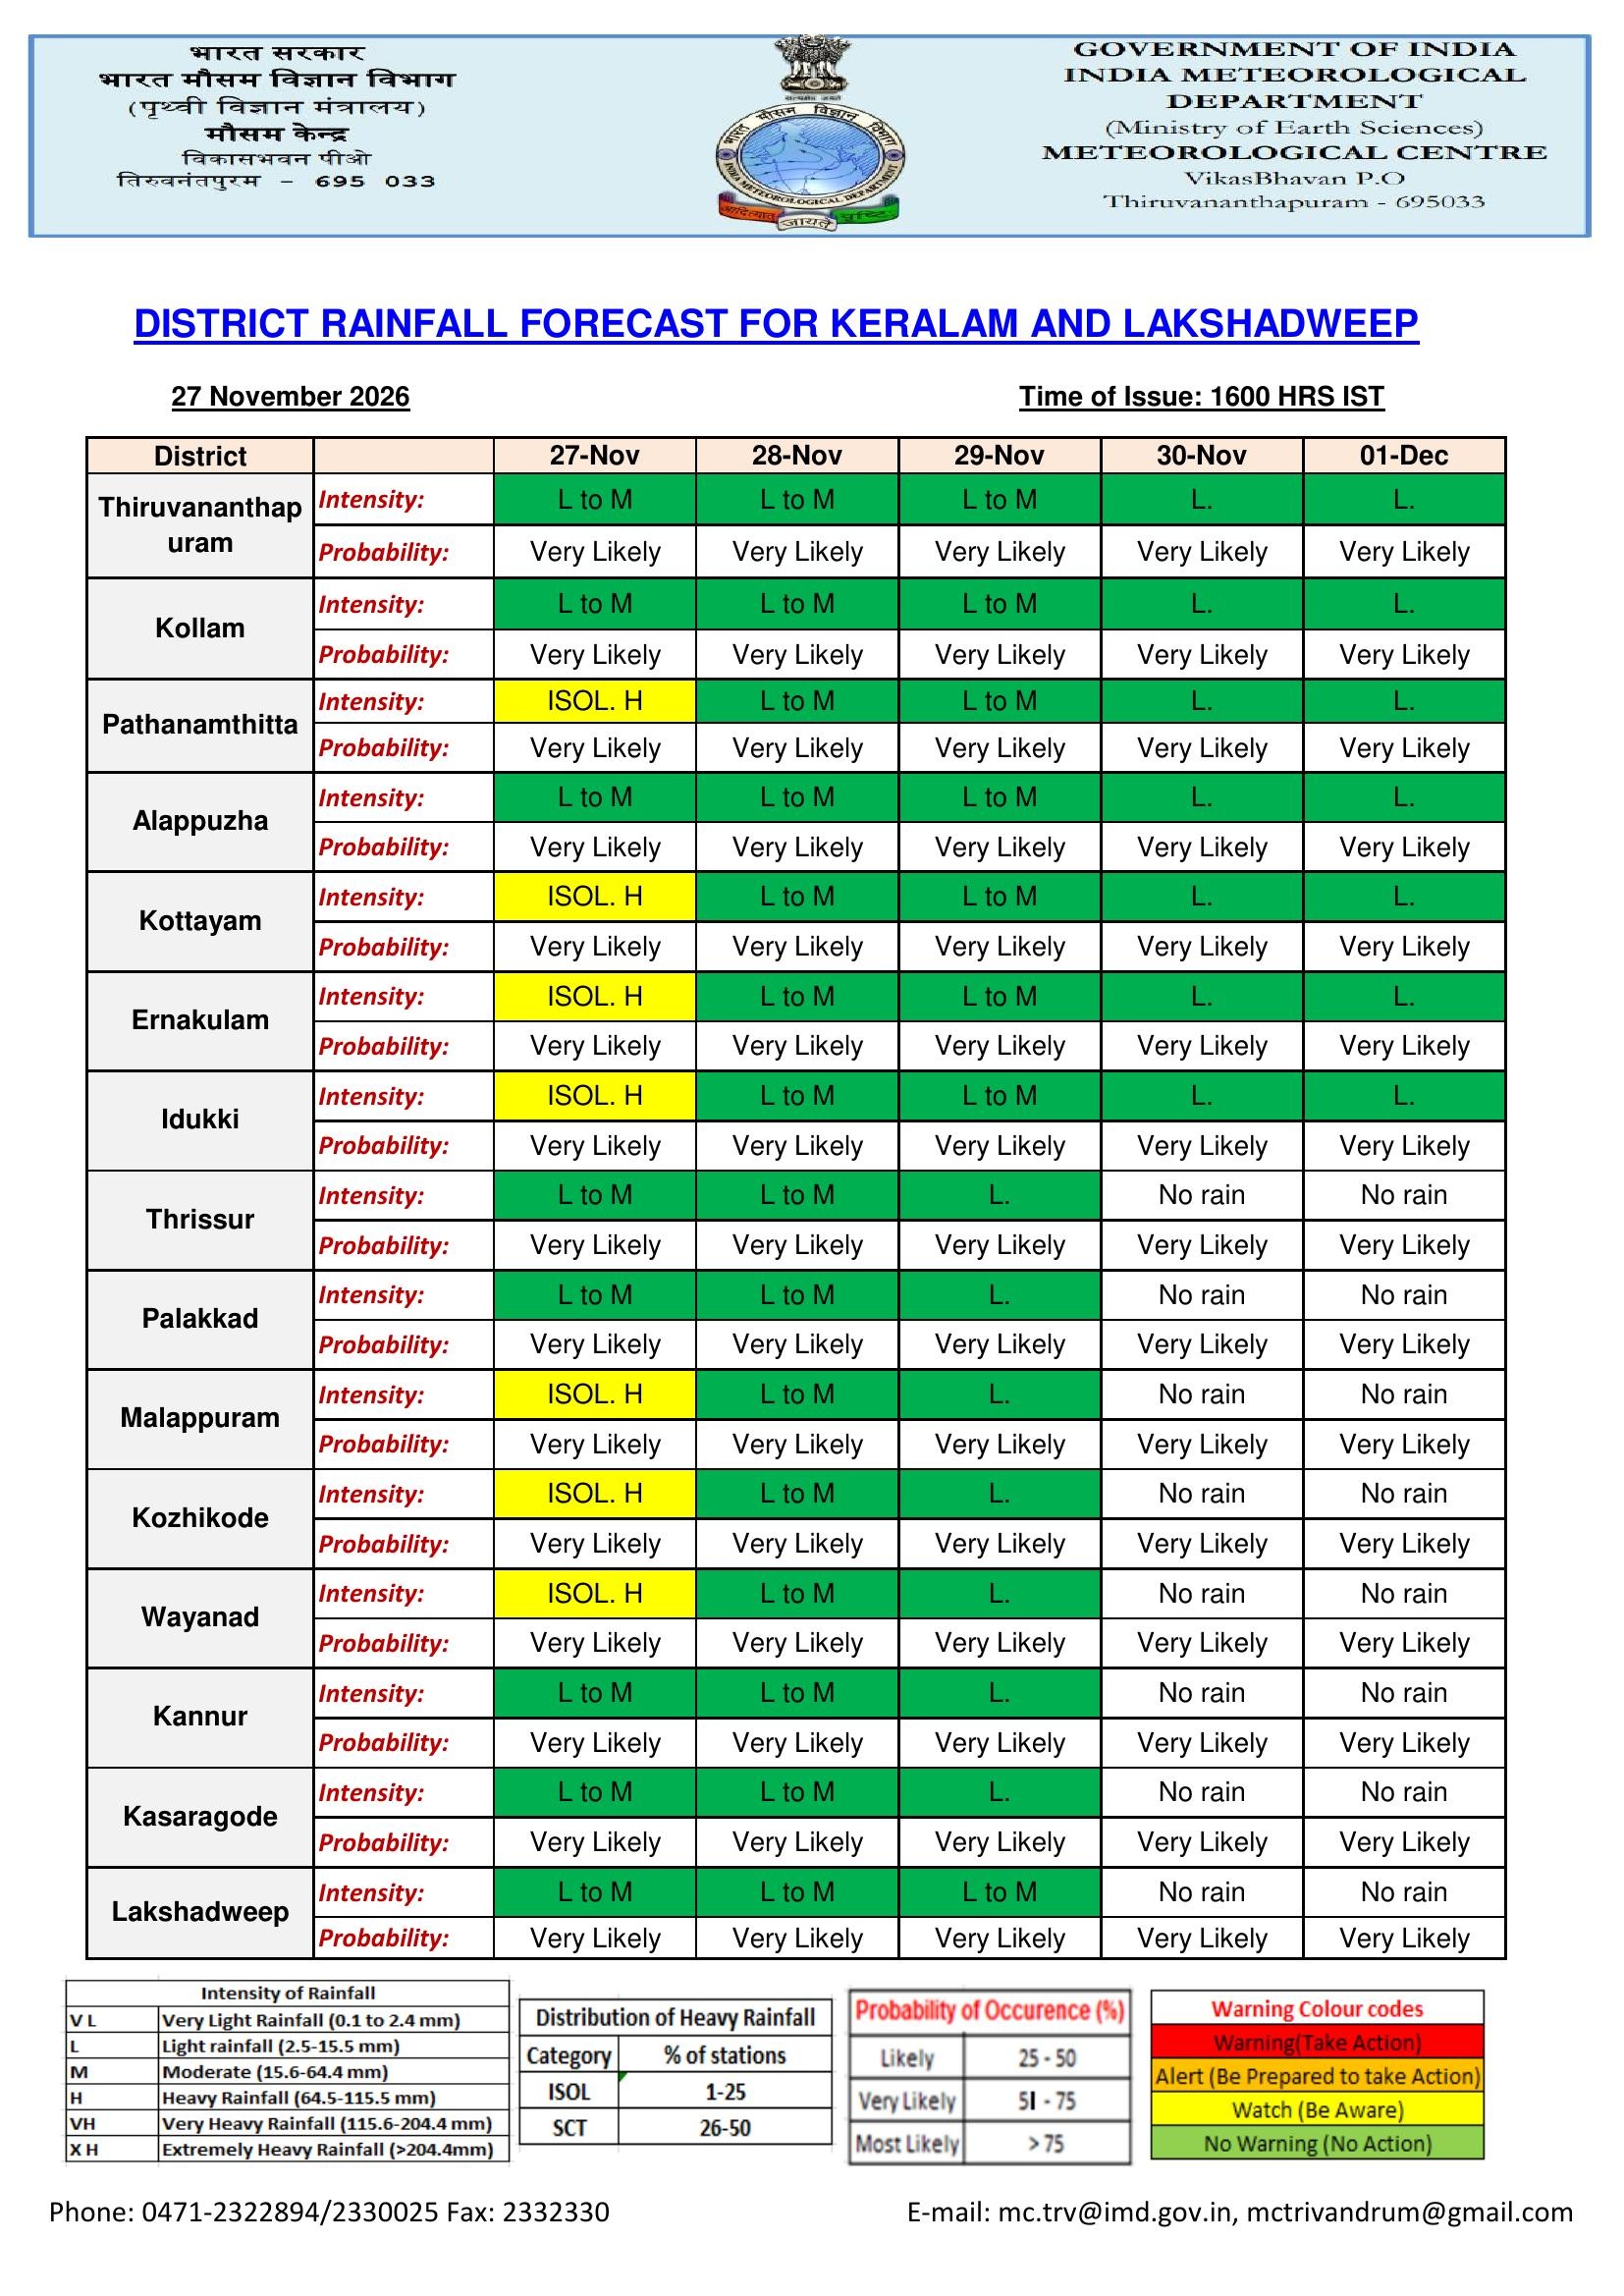 भारत सरकार
भारत मौसम विज्ञान विभाग
(पृथ्वी विज्ञान मंत्रालय)
मौसम केन्द्र
विकासभवन पीओ
तिरुवनंतपुरम – 695 033
भारत मौसम विज्ञान विभाग
INDIA METEOROLOGICAL DEPARTMENT
आदित्यात् जायते वृष्टिः
GOVERNMENT OF INDIA
INDIA METEOROLOGICAL
DEPARTMENT
(Ministry of Earth Sciences)
METEOROLOGICAL CENTRE
VikasBhavan P.O
Thiruvananthapuram - 695033
DISTRICT RAINFALL FORECAST FOR KERALAM AND LAKSHADWEEP
27 November 2026 Time of Issue: 1600 HRS IST
District 27-Nov 28-Nov 29-Nov 30-Nov 01-Dec
Thiruvananthap
uram
Intensity: L to M L to M L to M L. L.
Probability: Very Likely Very Likely Very Likely Very Likely Very Likely
Kollam
Intensity: L to M L to M L to M L. L.
Probability: Very Likely Very Likely Very Likely Very Likely Very Likely
Pathanamthitta
Intensity: ISOL. H L to M L to M L. L.
Probability: Very Likely Very Likely Very Likely Very Likely Very Likely
Alappuzha
Intensity: L to M L to M L to M L. L.
Probability: Very Likely Very Likely Very Likely Very Likely Very Likely
Kottayam
Intensity: ISOL. H L to M L to M L. L.
Probability: Very Likely Very Likely Very Likely Very Likely Very Likely
Ernakulam
Intensity: ISOL. H L to M L to M L. L.
Probability: Very Likely Very Likely Very Likely Very Likely Very Likely
Idukki
Intensity: ISOL. H L to M L to M L. L.
Probability: Very Likely Very Likely Very Likely Very Likely Very Likely
Thrissur
Intensity: L to M L to M L. No rain No rain
Probability: Very Likely Very Likely Very Likely Very Likely Very Likely
Palakkad
Intensity: L to M L to M L. No rain No rain
Probability: Very Likely Very Likely Very Likely Very Likely Very Likely
Malappuram
Intensity: ISOL. H L to M L. No rain No rain
Probability: Very Likely Very Likely Very Likely Very Likely Very Likely
Kozhikode
Intensity: ISOL. H L to M L. No rain No rain
Probability: Very Likely Very Likely Very Likely Very Likely Very Likely
Wayanad
Intensity: ISOL. H L to M L. No rain No rain
Probability: Very Likely Very Likely Very Likely Very Likely Very Likely
Kannur
Intensity: L to M L to M L. No rain No rain
Probability: Very Likely Very Likely Very Likely Very Likely Very Likely
Kasaragode
Intensity: L to M L to M L. No rain No rain
Probability: Very Likely Very Likely Very Likely Very Likely Very Likely
Lakshadweep
Intensity: L to M L to M L to M No rain No rain
Probability: Very Likely Very Likely Very Likely Very Likely Very Likely
Intensity of Rainfall
V L Very Light Rainfall (0.1 to 2.4 mm)
L Light rainfall (2.5-15.5 mm)
M Moderate (15.6-64.4 mm)
H Heavy Rainfall (64.5-115.5 mm)
VH Very Heavy Rainfall (115.6-204.4 mm)
X H Extremely Heavy Rainfall (>204.4mm)
Distribution of Heavy Rainfall
Category % of stations
ISOL 1-25
SCT 26-50
Probability of Occurence (%)
Likely 25 - 50
Very Likely 51 - 75
Most Likely > 75
Warning Colour codes
Warning(Take Action)
Alert (Be Prepared to take Action)
Watch (Be Aware)
No Warning (No Action)
Phone: 0471-2322894/2330025 Fax: 2332330 E-mail: mc.trv@imd.gov.in, mctrivandrum@gmail.com